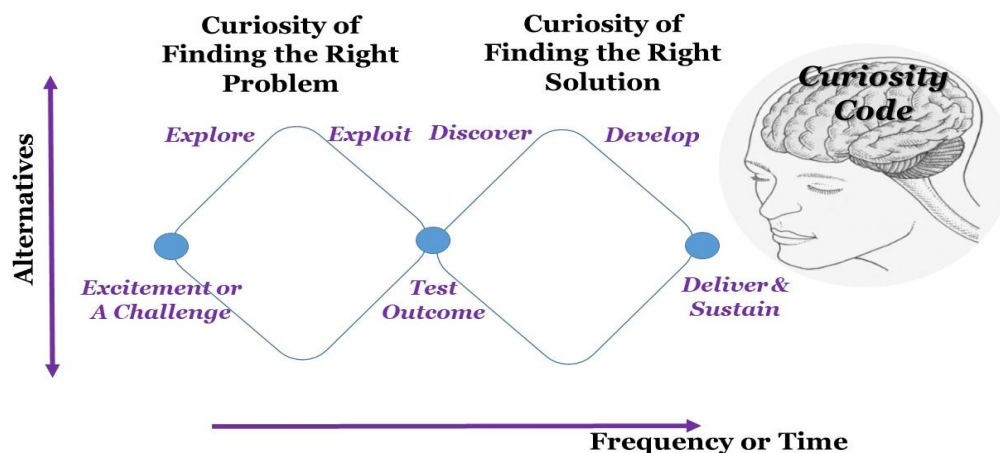 Curiosity of
Finding the Right
Problem
Curiosity of
Finding the Right
Solution
Curiosity
Code
Explore
Exploit
Discover
Develop
Alternatives
Excitement or
A Challenge
Test
Outcome
Deliver &
Sustain
Frequency or Time